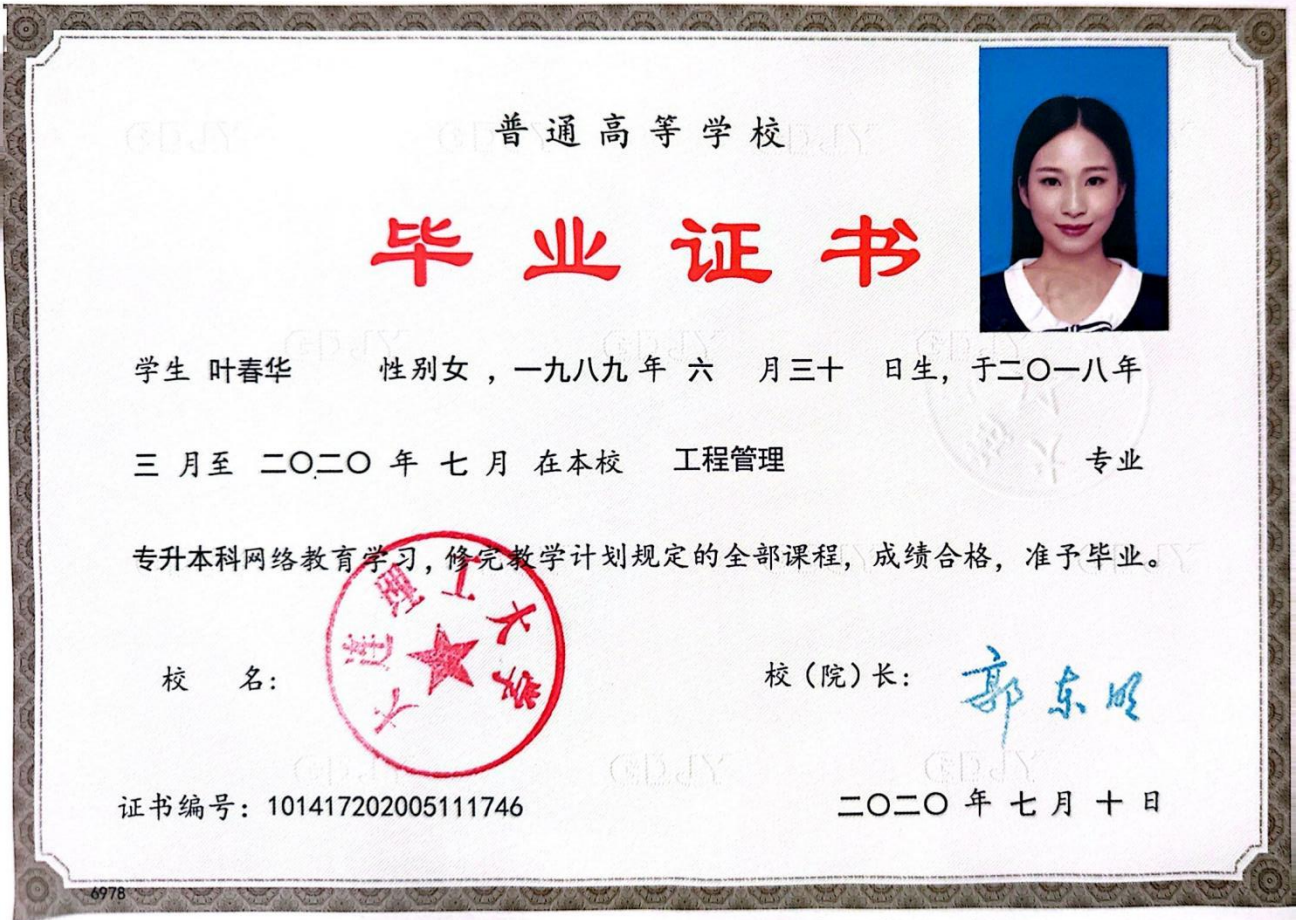 普通高等学校
毕业证书
学生 叶春华 性别女 ，一九八九 年 六 月三十 日生，于二〇一八年
三 月至 二〇二〇 年 七 月 在本校 工程管理 专业
专升本科网络教育学习，修完教学计划规定的全部课程，成绩合格，准予毕业。
大连理工大学
校 名：
校（院）长： 郭东明
证书编号：101417202005111746
二〇二〇 年 七 月 十 日
6978